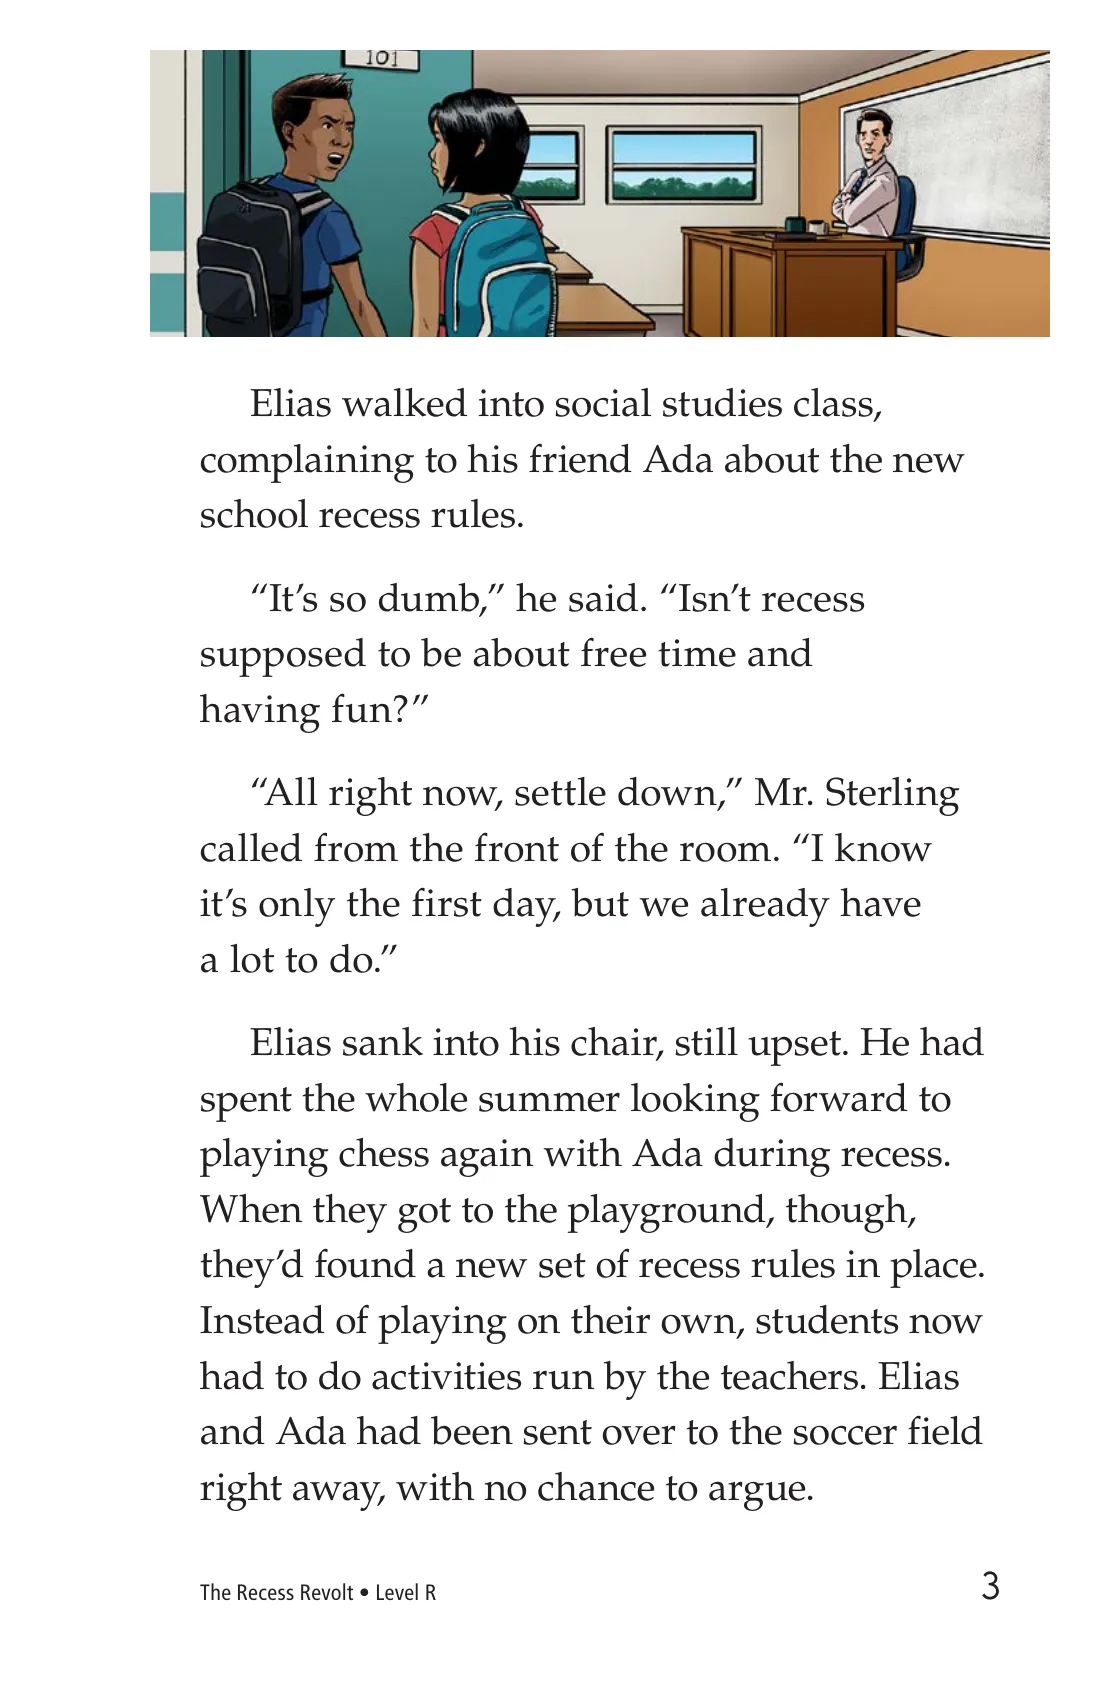 101
Elias walked into social studies class,
complaining to his friend Ada about the new
school recess rules.
“It’s so dumb,” he said. “Isn’t recess
supposed to be about free time and
having fun?”
“All right now, settle down,” Mr. Sterling
called from the front of the room. “I know
it’s only the first day, but we already have
a lot to do.”
Elias sank into his chair, still upset. He had
spent the whole summer looking forward to
playing chess again with Ada during recess.
When they got to the playground, though,
they’d found a new set of recess rules in place.
Instead of playing on their own, students now
had to do activities run by the teachers. Elias
and Ada had been sent over to the soccer field
right away, with no chance to argue.
The Recess Revolt • Level R
3